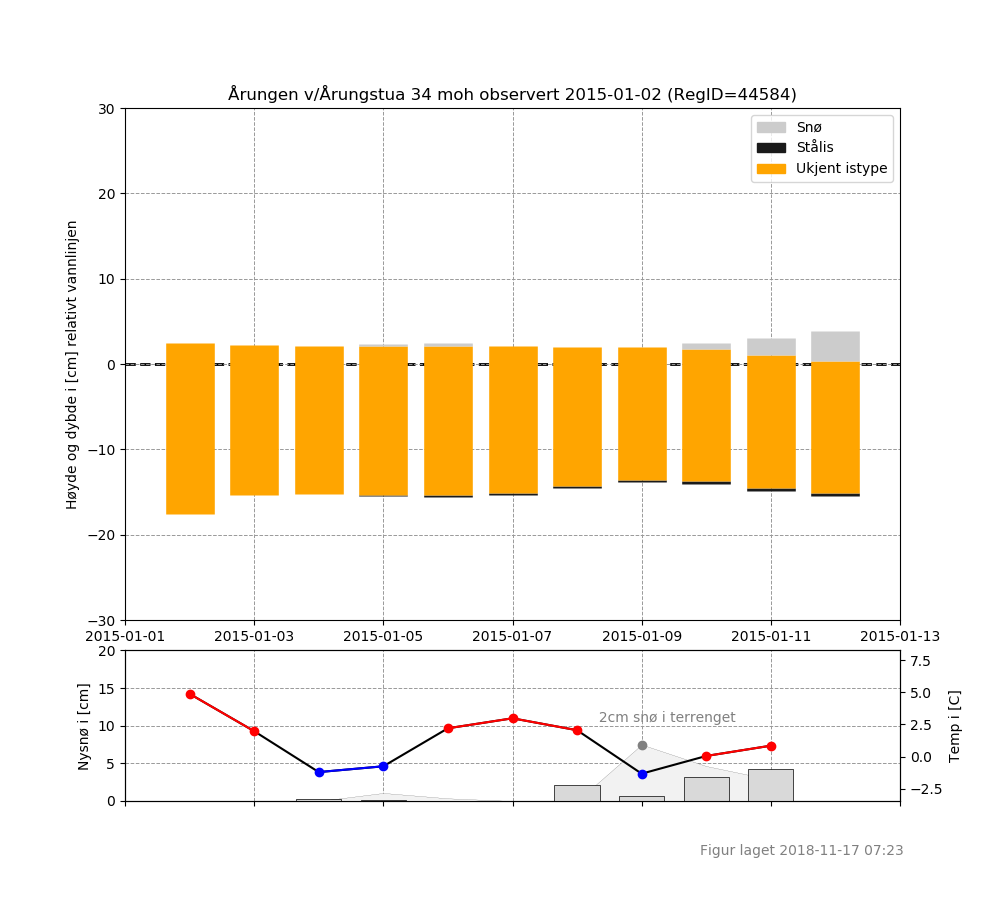 Årungen v/Årungstua 34 moh observert 2015-01-02 (RegID=44584)
Snø
Stålis
Ukjent istype
Høyde og dybde i [cm] relativt vannlinjen
30
20
10
0
−10
−20
−30
2015-01-01 2015-01-03 2015-01-05 2015-01-07 2015-01-09 2015-01-11 2015-01-13
Nysnø i [cm]
20
15
10
5
0
2cm snø i terrenget
7.5
5.0
2.5
0.0
−2.5
Temp i [C]
Figur laget 2018-11-17 07:23